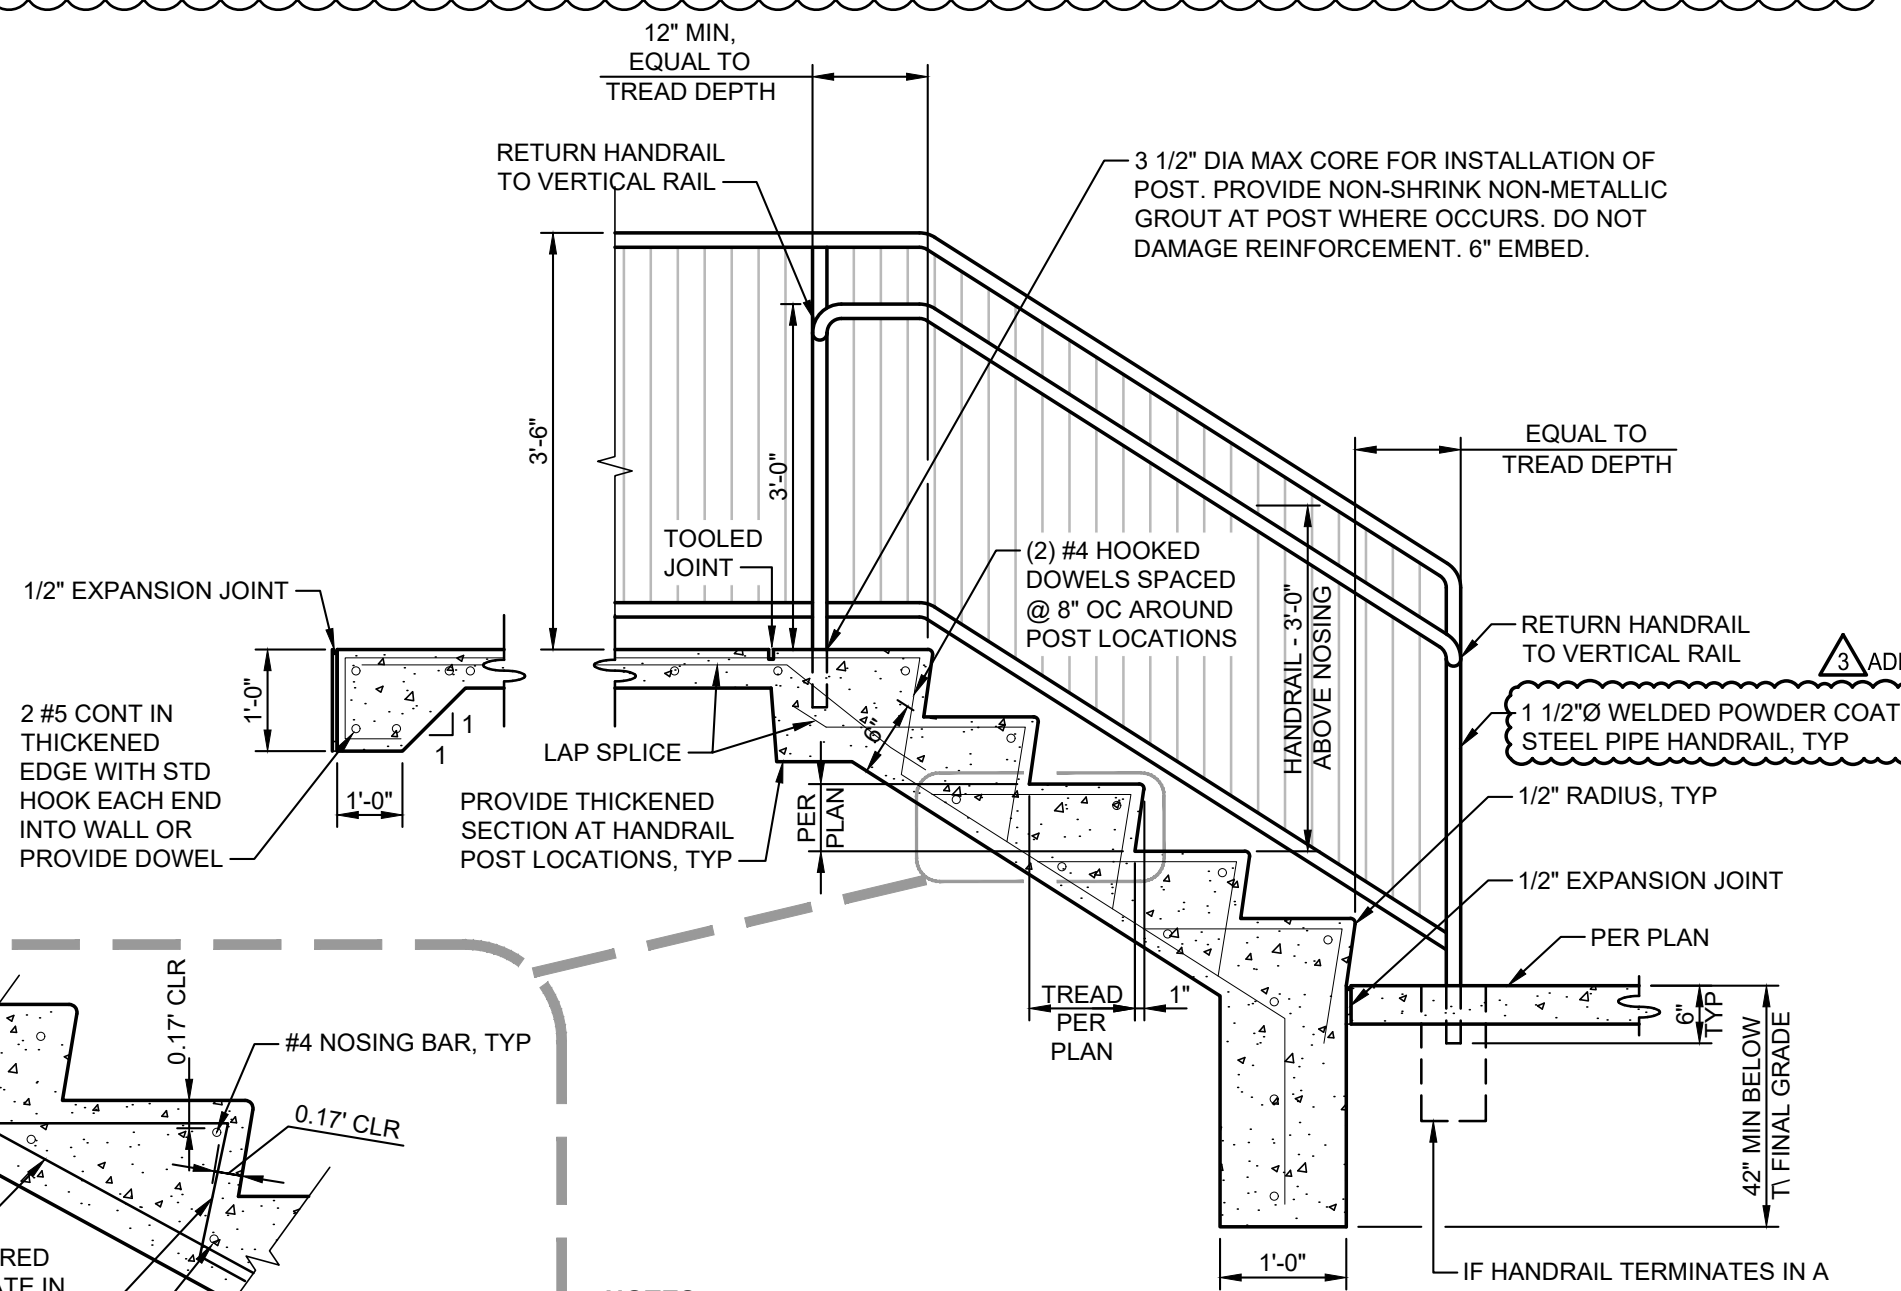 12" MIN,
EQUAL TO
TREAD DEPTH
RETURN HANDRAIL
TO VERTICAL RAIL
3 1/2" DIA MAX CORE FOR INSTALLATION OF
POST. PROVIDE NON-SHRINK NON-METALLIC
GROUT AT POST WHERE OCCURS. DO NOT
DAMAGE REINFORCEMENT. 6" EMBED.
3'-6"
3'-0"
EQUAL TO
TREAD DEPTH
TOOLED
JOINT
(2) #4 HOOKED
DOWELS SPACED
@ 8" OC AROUND
POST LOCATIONS
HANDRAIL - 3'-0"
ABOVE NOSING
1/2" EXPANSION JOINT
1'-0"
2 #5 CONT IN
THICKENED
EDGE WITH STD
HOOK EACH END
INTO WALL OR
PROVIDE DOWEL
1
1
1'-0"
LAP SPLICE
6"
PROVIDE THICKENED
SECTION AT HANDRAIL
POST LOCATIONS, TYP
PER
PLAN
RETURN HANDRAIL
TO VERTICAL RAIL
3
1 1/2"Ø WELDED POWDER COAT
STEEL PIPE HANDRAIL, TYP
1/2" RADIUS, TYP
1/2" EXPANSION JOINT
PER PLAN
TREAD
PER
PLAN
1"
6"
TYP
42" MIN BELOW
T\ FINAL GRADE
0.17' CLR
#4 NOSING BAR, TYP
0.17' CLR
1'-0"
IF HANDRAIL TERMINATES IN A